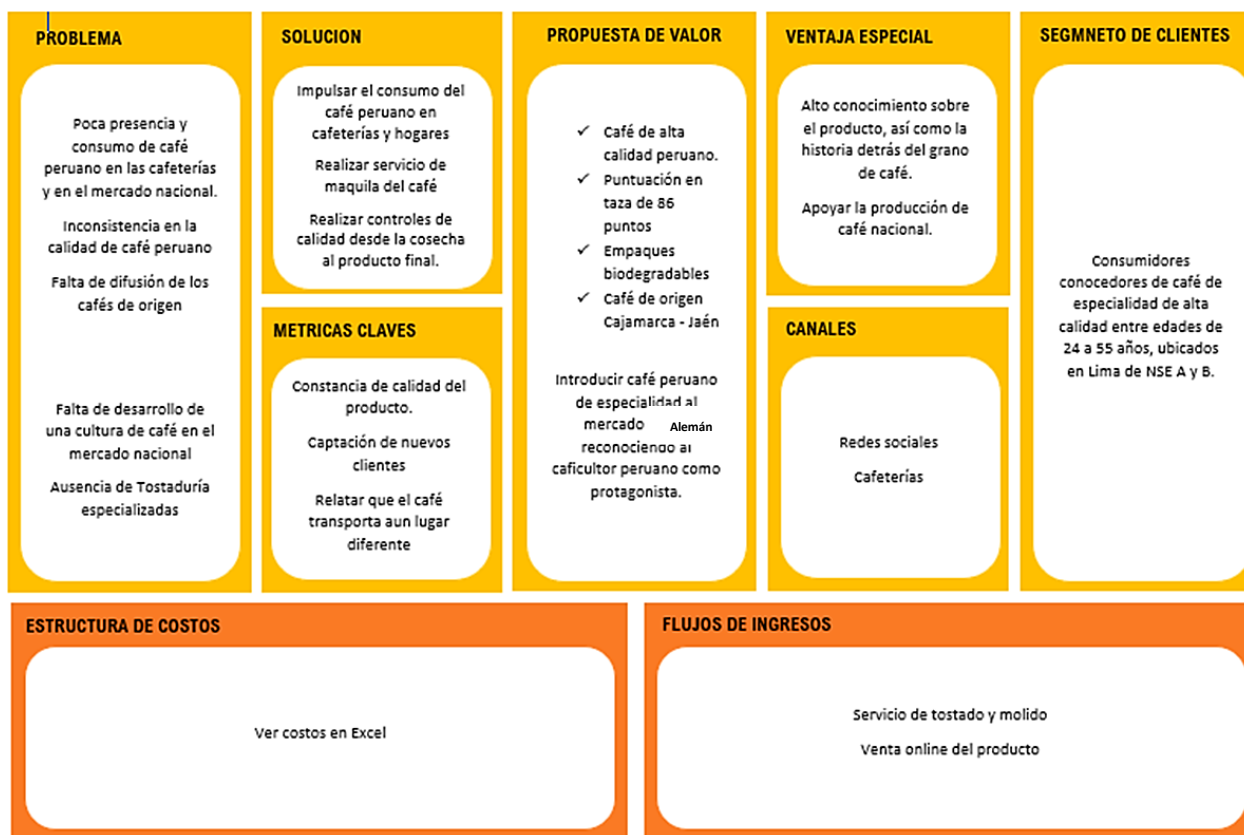 PROBLEMA
Poca presencia y
consumo de café
peruano en las cafeterías
y en el mercado nacional.
Inconsistencia en la
calidad de café peruano
Falta de difusión de los
cafés de origen
Falta de desarrollo de
una cultura de café en el
mercado nacional
Ausencia de Tostaduría
especializadas
SOLUCION
Impulsar el consumo del
café peruano en
cafeterías y hogares
Realizar servicio de
maquila del café
Realizar controles de
calidad desde la cosecha
al producto final.
METRICAS CLAVES
Constancia de calidad del
producto.
Captación de nuevos
clientes
Relatar que el café
transporta aun lugar
diferente
PROPUESTA DE VALOR
✓ Café de alta
calidad peruano.
✓ Puntuación en
taza de 86
puntos
✓ Empaques
biodegradables
✓ Café de origen
Cajamarca - Jaén
Introducir café peruano
de especialidad al
mercado Alemán
reconociendo al
caficultor peruano como
protagonista.
VENTAJA ESPECIAL
Alto conocimiento sobre
el producto, así como la
historia detrás del grano
de café.
Apoyar la producción de
café nacional.
CANALES
Redes sociales
Cafeterías
SEGMNETO DE CLIENTES
Consumidores
conocedores de café de
especialidad de alta
calidad entre edades de
24 a 55 años, ubicados
en Lima de NSE A y B.
ESTRUCTURA DE COSTOS
Ver costos en Excel
FLUJOS DE INGRESOS
Servicio de tostado y molido
Venta online del producto